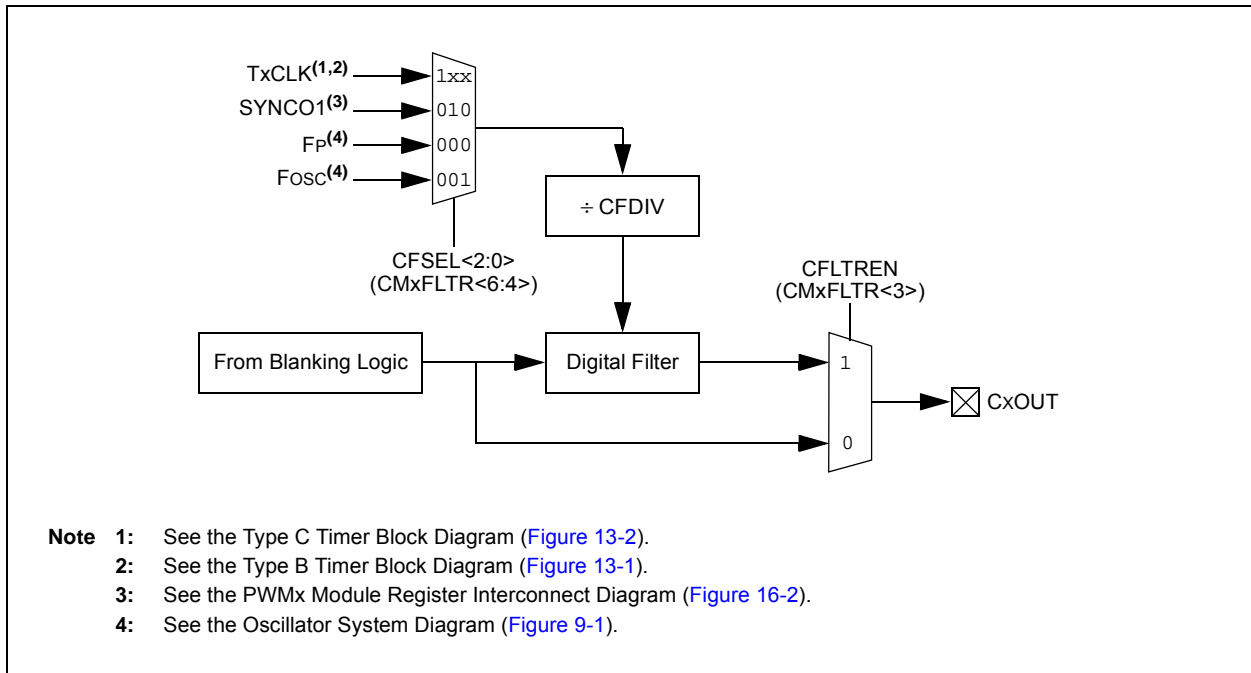 TxCLK(1,2)
1xx
SYNCO1(3)
010
FP(4)
000
FOSC(4)
001
÷ CFDIV
CFSEL<2:0>
(CMxFLTR<6:4>)
CFLTREN
(CMxFLTR<3>)
From Blanking Logic
Digital Filter
1
CxOUT
0
Note 1: See the Type C Timer Block Diagram (Figure 13-2).
2: See the Type B Timer Block Diagram (Figure 13-1).
3: See the PWMx Module Register Interconnect Diagram (Figure 16-2).
4: See the Oscillator System Diagram (Figure 9-1).